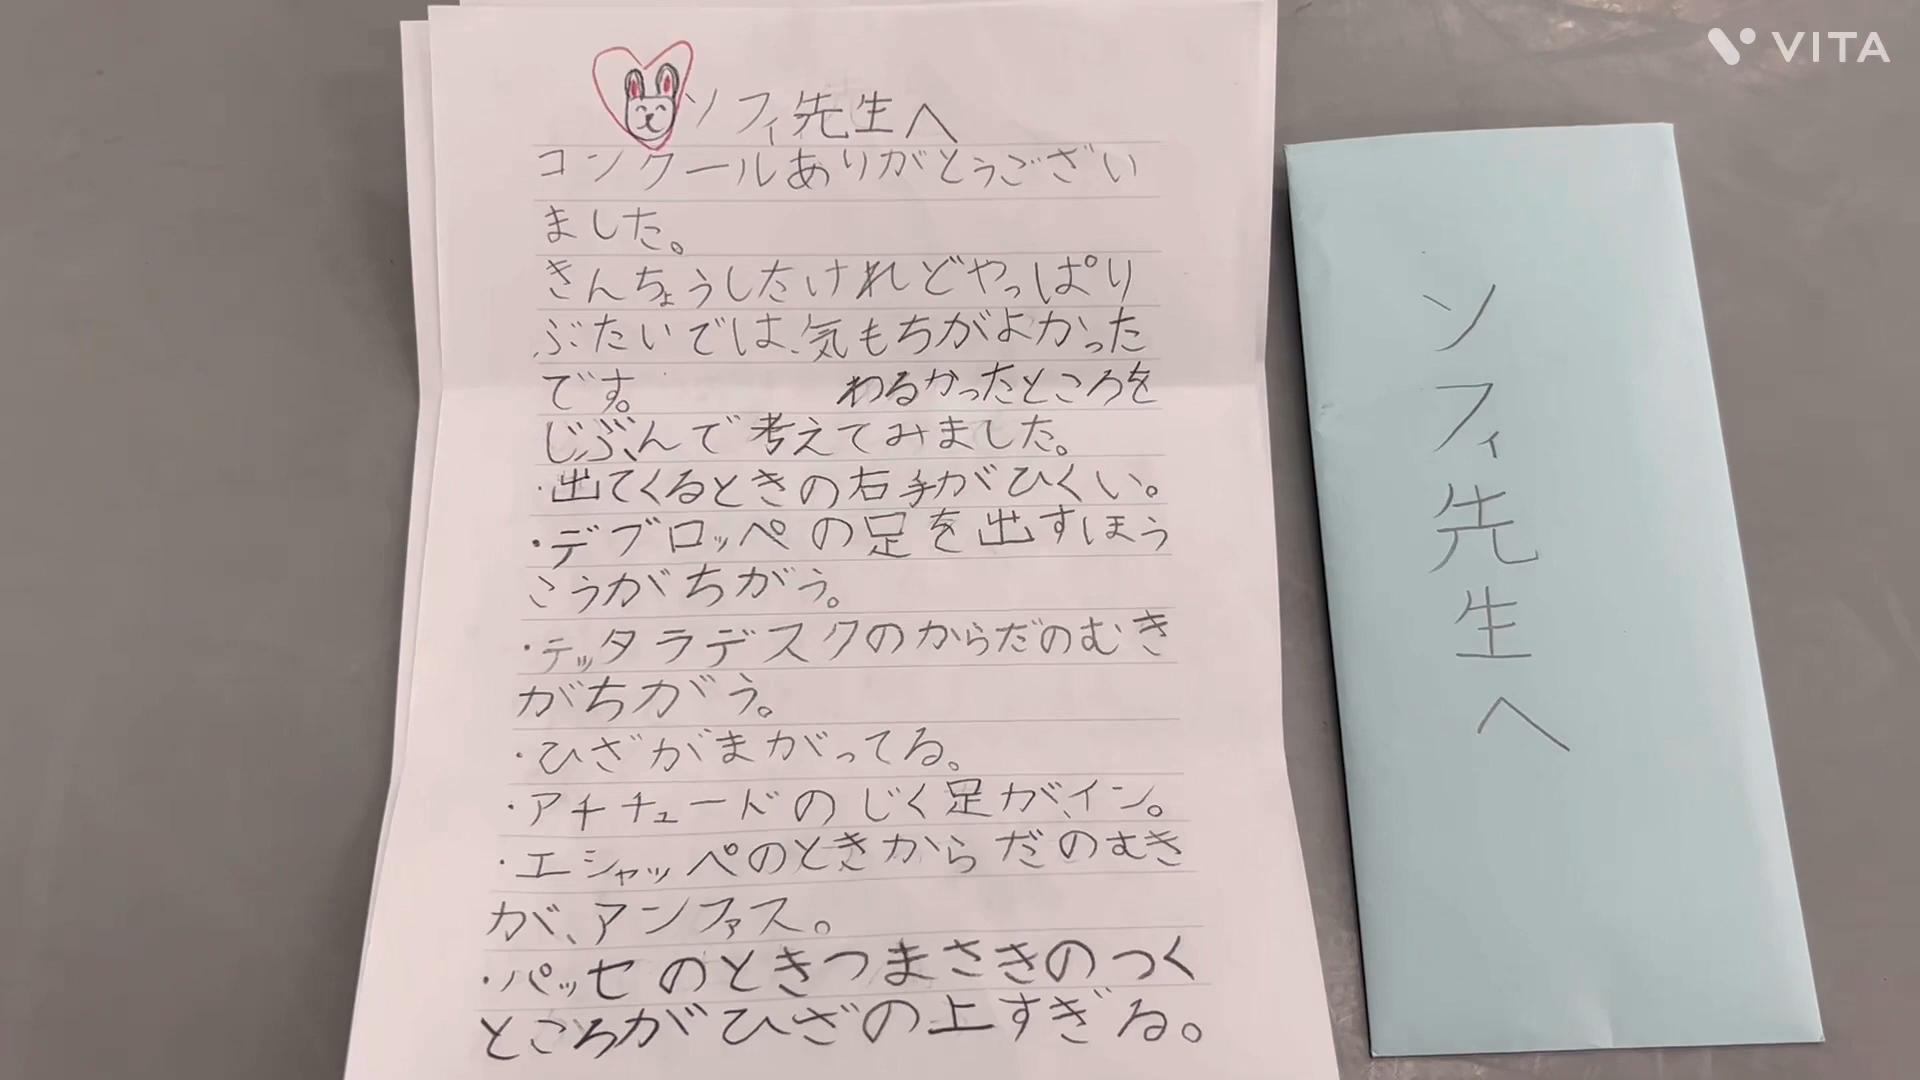 ソフィ先生へ
コンクールありがとうござい
ました。
きんちょうしたけれどやっぱり
ぶたいでは、気もちがよかった
です。 わるかったところを
じぶんで考えてみました。
・出てくるときの右手がひくい。
・デブロッペの足を出すほう
こうがちがう。
・テッタラデスクのからだのむき
がちがう。
・ひざがまがってる。
・アチチュードのじく足が、イン。
・エシャッペのときからだのむき
が、アンファス。
・パッセのときつまさきのつく
ところがひざの上すぎる。
ソフィ先生へ
VITA